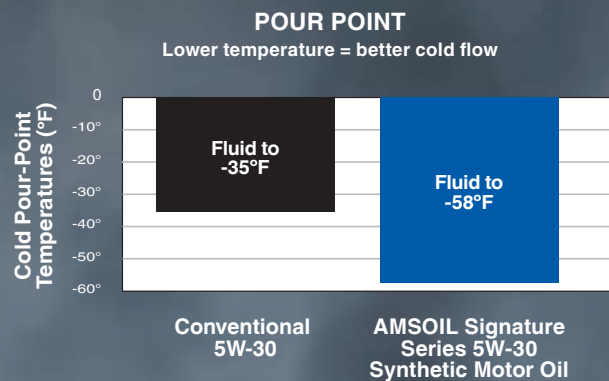 POUR POINT
Lower temperature = better cold flow
Cold Pour-Point
Temperatures (°F)
0
-10°
-20°
-30°
-40°
-50°
-60°
Fluid to
-35°F
Fluid to
-58°F
Conventional
5W-30
AMSOIL Signature
Series 5W-30
Synthetic Motor Oil